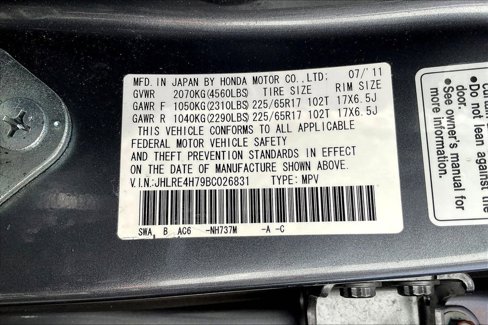 MFD. IN JAPAN BY HONDA MOTOR CO., LTD: 07/'11
GVWR 2070KG(4560LBS) TIRE SIZE RIM SIZE
GAWR F 1050KG(2310LBS) 225/65R17 102T 17X6.5J
GAWR R 1040KG(2290LBS) 225/65R17 102T 17X6.5J
THIS VEHICLE CONFORMS TO ALL APPLICABLE
FEDERAL MOTOR VEHICLE SAFETY
AND THEFT PREVENTION STANDARDS IN EFFECT
ON THE DATE OF MANUFACTURE SHOWN ABOVE.
V.I.N:JHLRE4H79BC026831 TYPE: MPV
SWA, B AC6 -NH737M -A -C
door.
• Do not lean against
• See owner's manual for
more information.